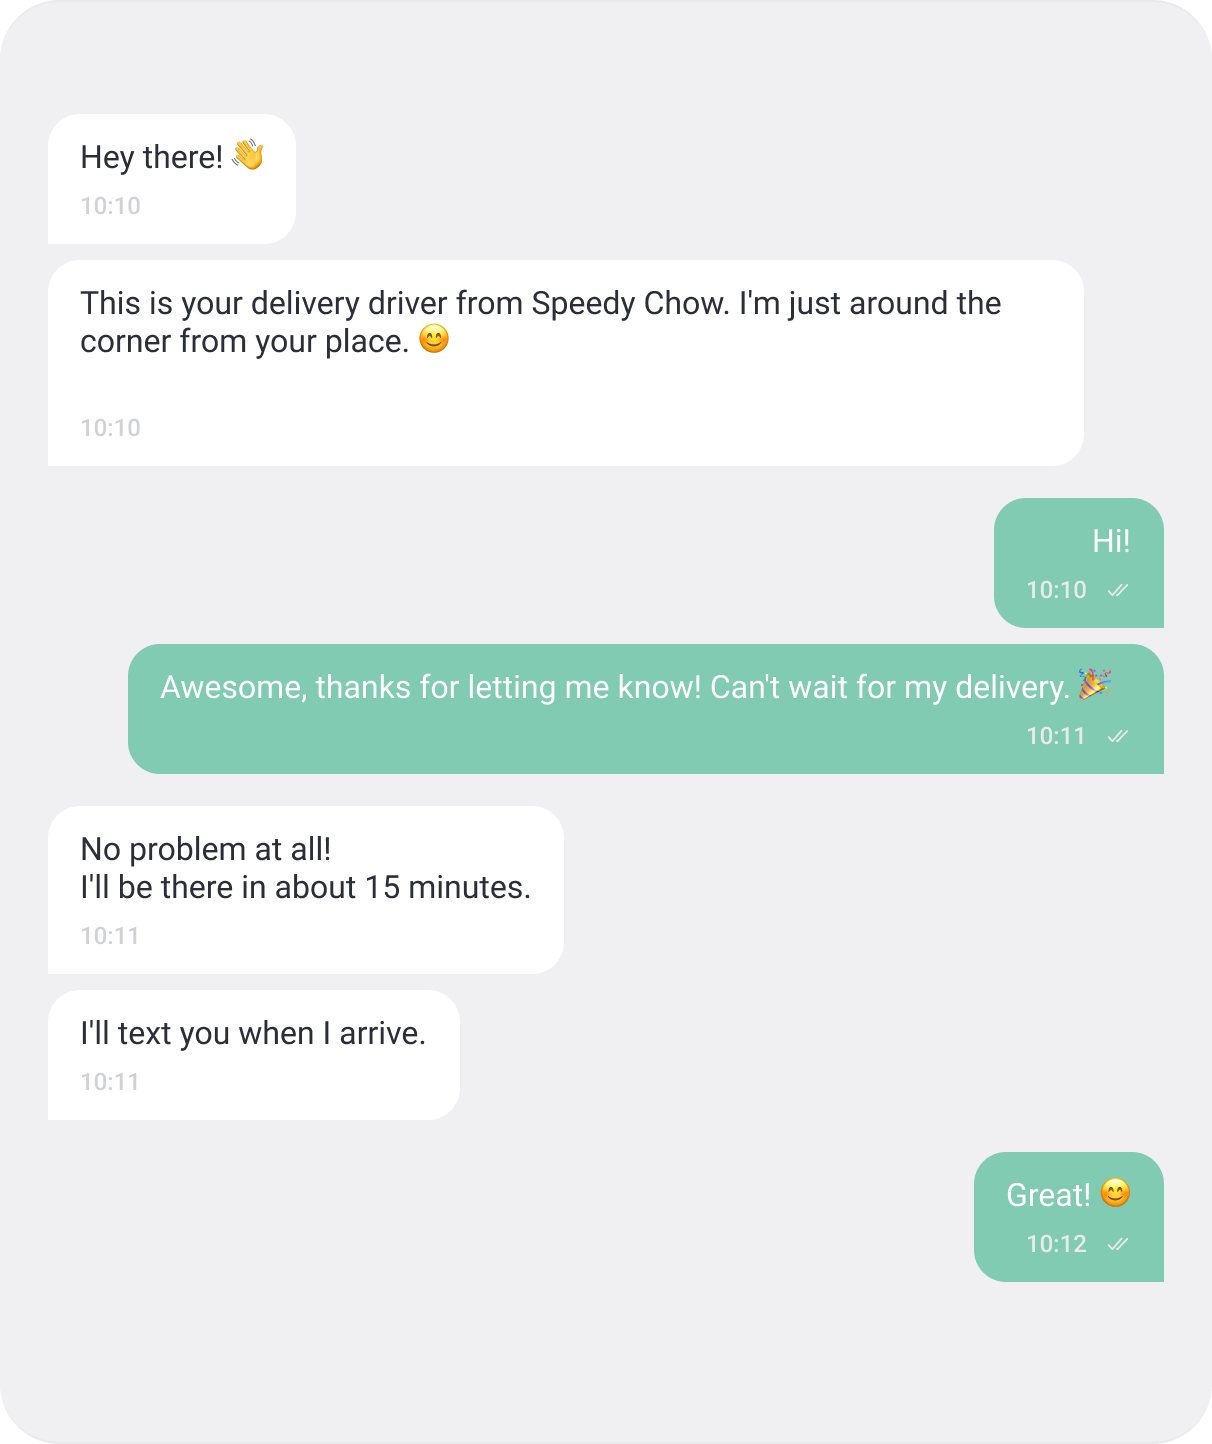 Hey there! 👋
10:10
This is your delivery driver from Speedy Chow. I'm just around the
corner from your place. 😊
10:10
Hi!
10:10
Awesome, thanks for letting me know! Can't wait for my delivery. 🎉
10:11
No problem at all!
I'll be there in about 15 minutes.
10:11
I'll text you when I arrive.
10:11
Great! 😊
10:12